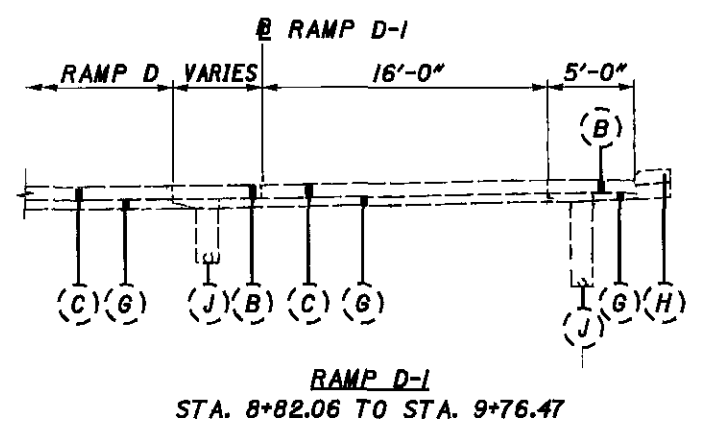 ℄ RAMP D-1
RAMP D VARIES 16'-0" 5'-0"
B
C G J B C G J G H
RAMP D-1
STA. 8+82.06 TO STA. 9+76.47